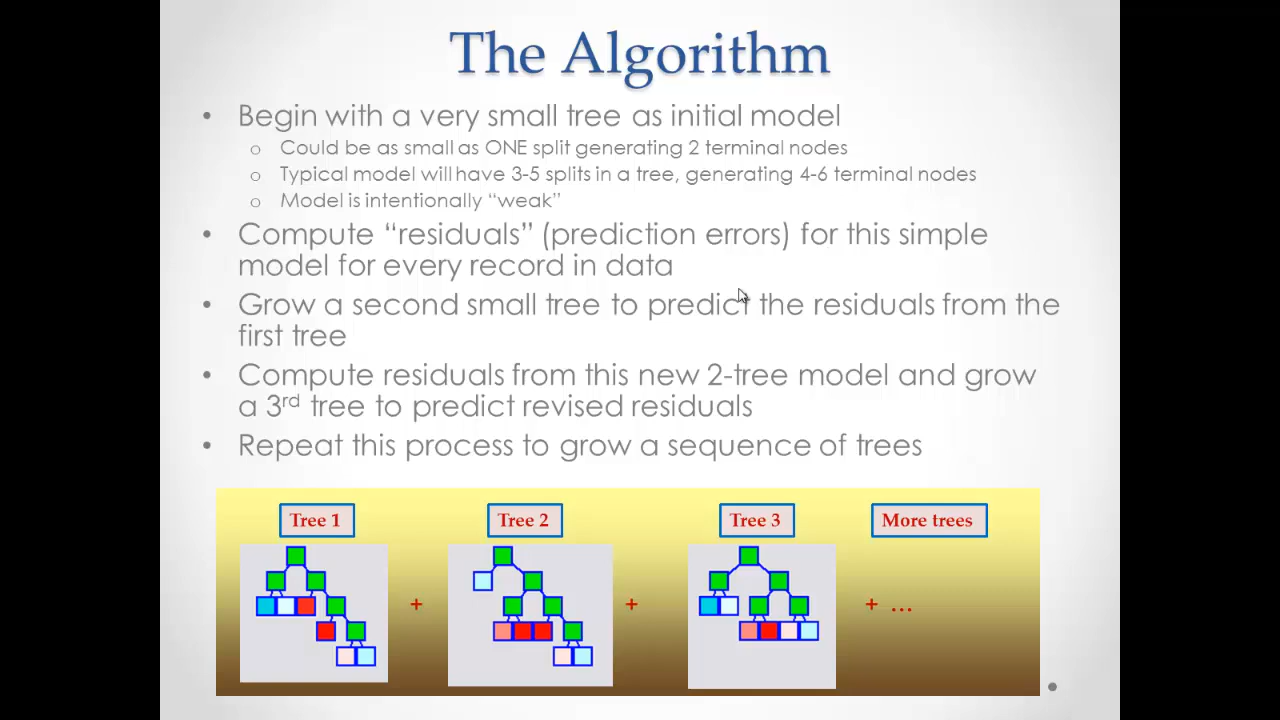 The Algorithm
• Begin with a very small tree as initial model
o Could be as small as ONE split generating 2 terminal nodes
o Typical model will have 3-5 splits in a tree, generating 4-6 terminal nodes
o Model is intentionally “weak”
• Compute “residuals” (prediction errors) for this simple
model for every record in data
• Grow a second small tree to predict the residuals from the
first tree
• Compute residuals from this new 2-tree model and grow
a 3rd tree to predict revised residuals
• Repeat this process to grow a sequence of trees
Tree 1 Tree 2 Tree 3 More trees
+ + + ...